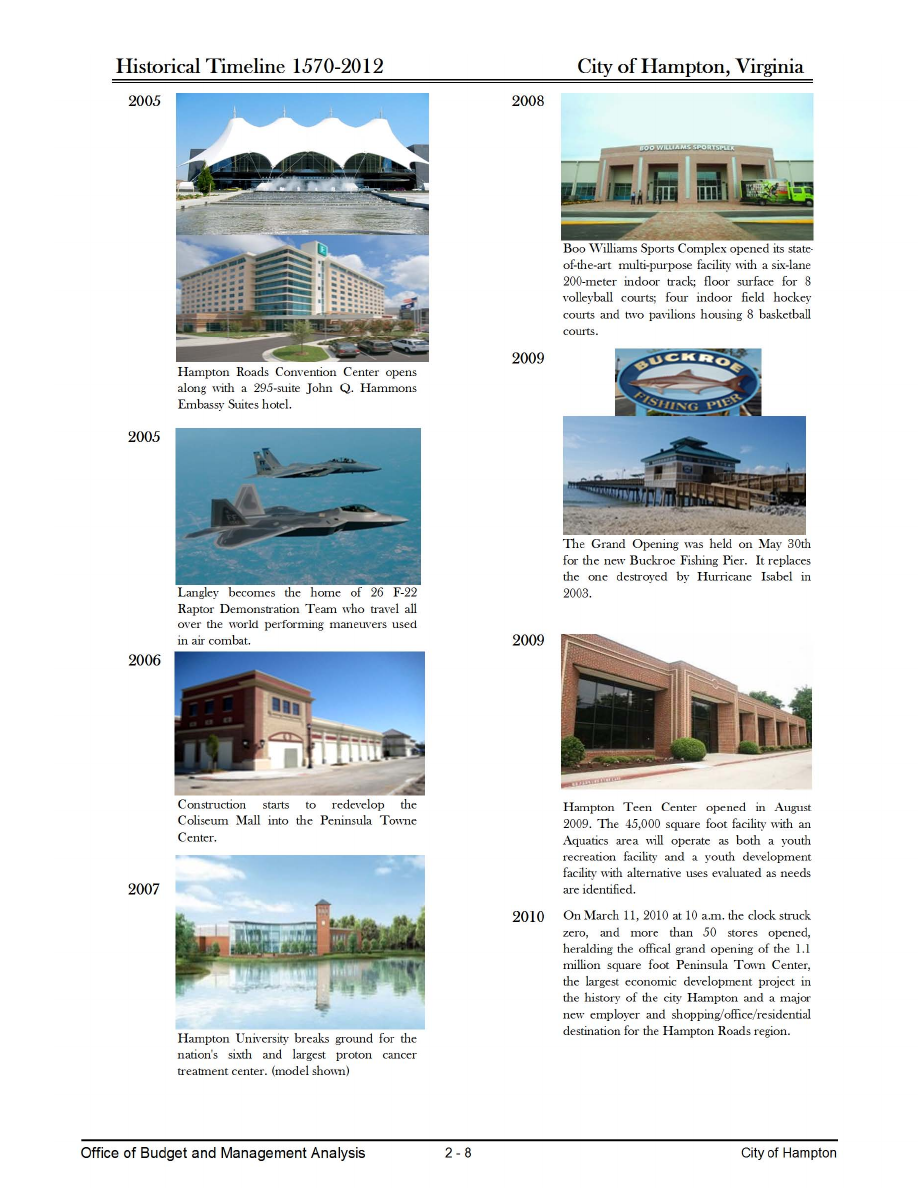 Historical Timeline 1570-2012
City of Hampton, Virginia
2005
Hampton Roads Convention Center opens
along with a 295-suite John Q. Hammons
Embassy Suites hotel.
2005
Langley becomes the home of 26 F-22
Raptor Demonstration Team who travel all
over the world performing maneuvers used
in air combat.
2006
Construction starts to redevelop the
Coliseum Mall into the Peninsula Towne
Center.
2007
Hampton University breaks ground for the
nation's sixth and largest proton cancer
treatment center. (model shown)
2008
BOO WILLIAMS SPORTSPLEX
Boo Williams Sports Complex opened its state-
of-the-art multi-purpose facility with a six-lane
200-meter indoor track; floor surface for 8
volleyball courts; four indoor field hockey
courts and two pavilions housing 8 basketball
courts.
2009
BUCKROE
FISHING PIER
The Grand Opening was held on May 30th
for the new Buckroe Fishing Pier. It replaces
the one destroyed by Hurricane Isabel in
2003.
2009
Hampton Teen Center opened in August
2009. The 45,000 square foot facility with an
Aquatics area will operate as both a youth
recreation facility and a youth development
facility with alternative uses evaluated as needs
are identified.
2010
On March 11, 2010 at 10 a.m. the clock struck
zero, and more than 50 stores opened,
heralding the offical grand opening of the 1.1
million square foot Peninsula Town Center,
the largest economic development project in
the history of the city Hampton and a major
new employer and shopping/office/residential
destination for the Hampton Roads region.
Office of Budget and Management Analysis
2 - 8
City of Hampton